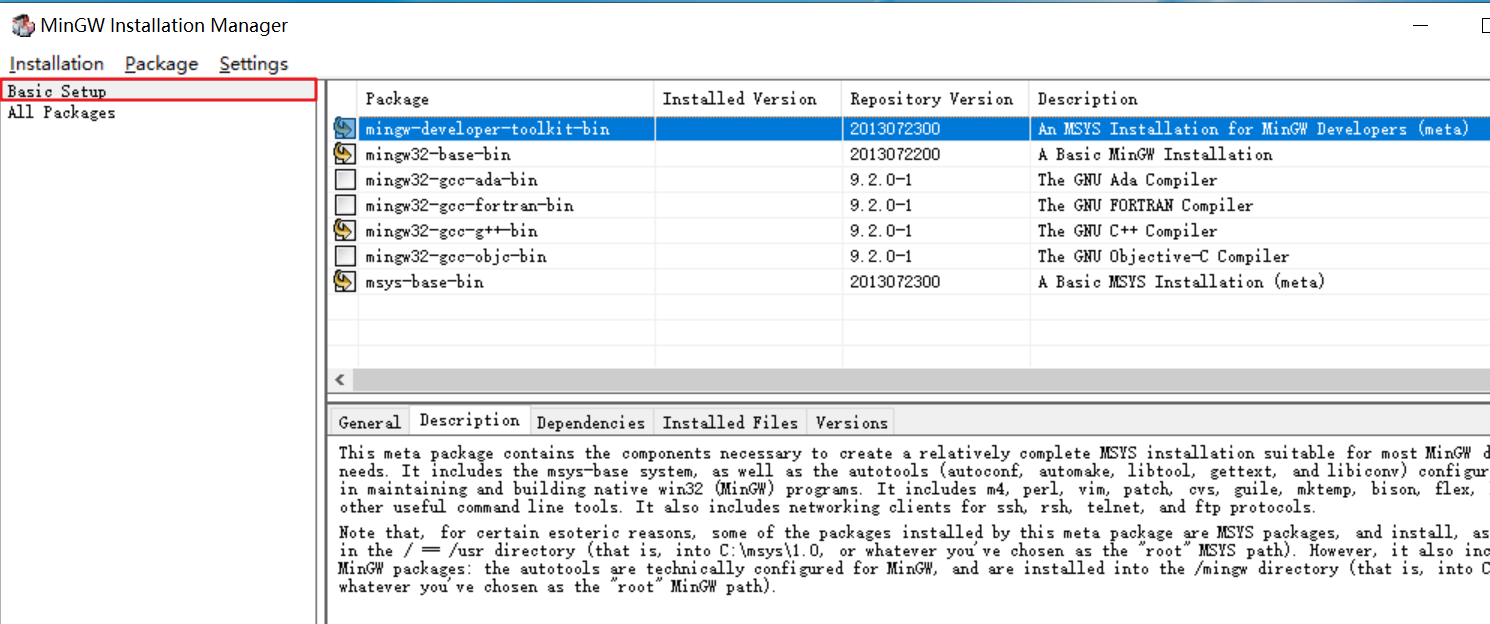 MinGW Installation Manager
Installation Package Settings
Basic Setup
All Packages
Package Installed Version Repository Version Description
mingw-developer-toolkit-bin 2013072300 An MSYS Installation for MinGW Developers (meta)
mingw32-base-bin 2013072200 A Basic MinGW Installation
mingw32-gcc-ada-bin 9.2.0-1 The GNU Ada Compiler
mingw32-gcc-fortran-bin 9.2.0-1 The GNU FORTRAN Compiler
mingw32-gcc-g++-bin 9.2.0-1 The GNU C++ Compiler
mingw32-gcc-objc-bin 9.2.0-1 The GNU Objective-C Compiler
msys-base-bin 2013072300 A Basic MSYS Installation (meta)
General Description Dependencies Installed Files Versions
This meta package contains the components necessary to create a relatively complete MSYS installation suitable for most MinGW d
needs. It includes the msys-base system, as well as the autotools (autoconf, automake, libtool, gettext, and libiconv) configur
in maintaining and building native win32 (MinGW) programs. It includes m4, perl, vim, patch, cvs, guile, mktemp, bison, flex,
other useful command line tools. It also includes networking clients for ssh, rsh, telnet, and ftp protocols.
Note that, for certain esoteric reasons, some of the packages installed by this meta package are MSYS packages, and install, as
in the / == /usr directory (that is, into C:\msys\1.0, or whatever you've chosen as the "root" MSYS path). However, it also inc
MinGW packages: the autotools are technically configured for MinGW, and are installed into the /mingw directory (that is, into C
whatever you've chosen as the "root" MinGW path).